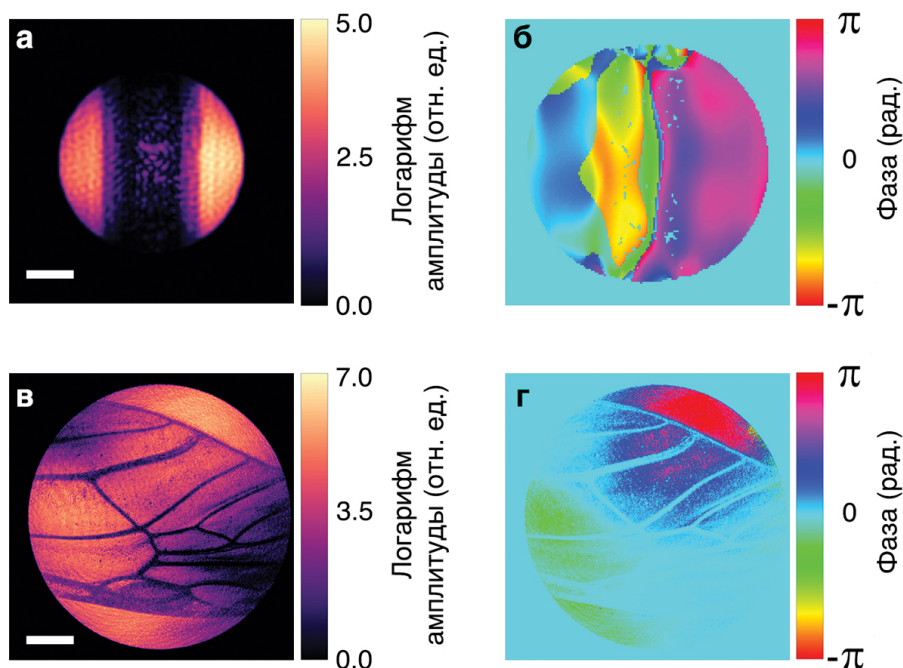 а
5.0
2.5
0.0
Логарифм
амплитуды (отн. ед.)
б
π
0
-π
Фаза (рад.)
в
7.0
3.5
0.0
Логарифм
амплитуды (отн. ед.)
г
π
0
-π
Фаза (рад.)